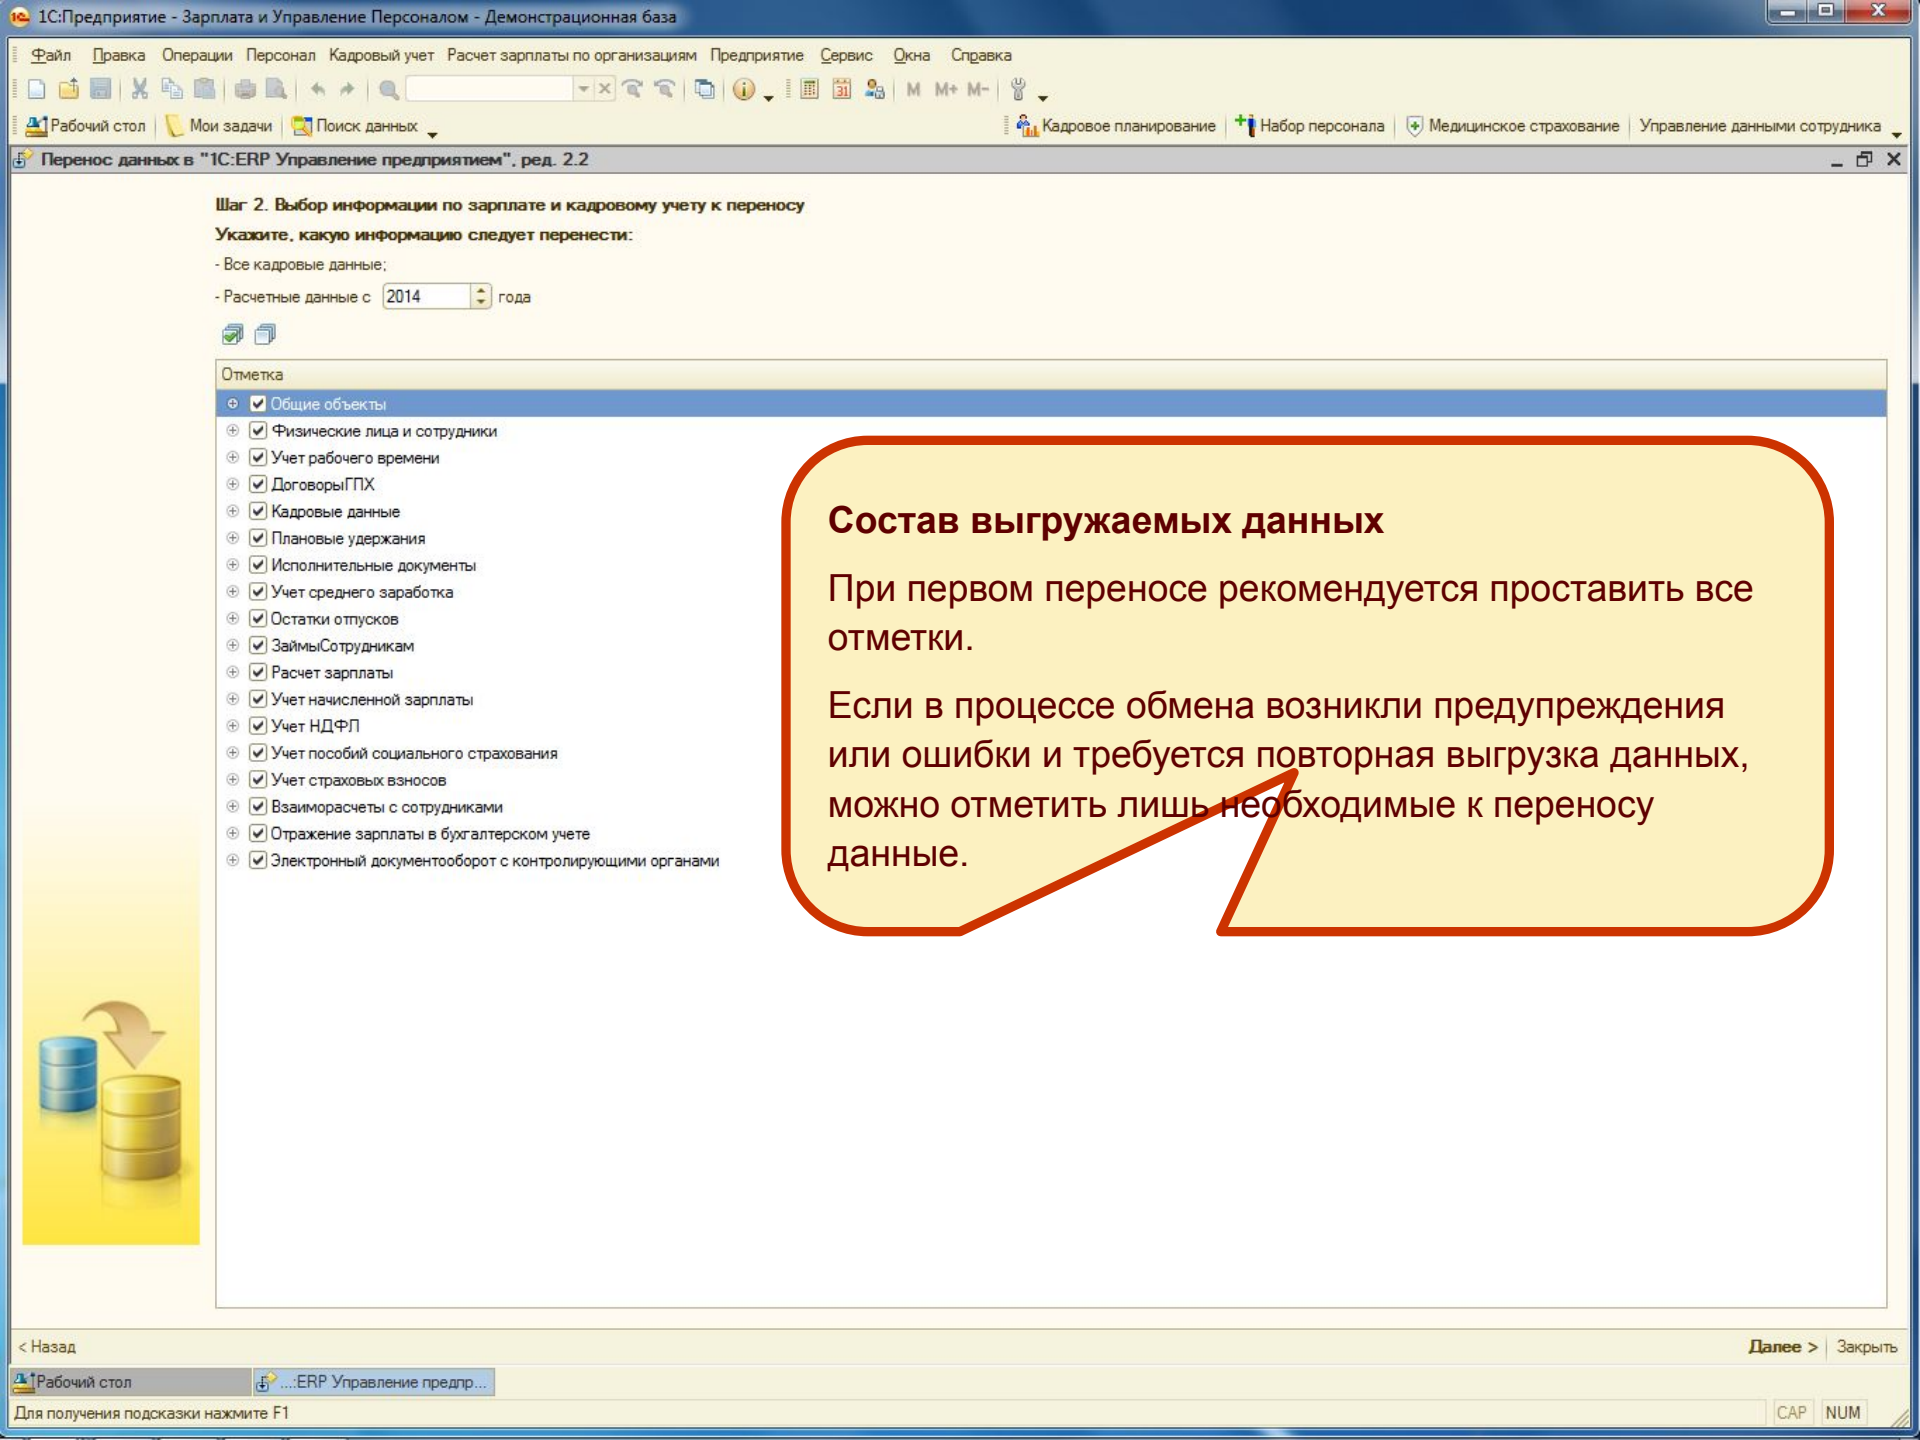 1С:Предприятие - Зарплата и Управление Персоналом - Демонстрационная база
Файл Правка Операции Персонал Кадровый учет Расчет зарплаты по организациям Предприятие Сервис Окна Справка
M M+ M-
Рабочий стол Мои задачи Поиск данных Кадровое планирование Набор персонала Медицинское страхование Управление данными сотрудника
Перенос данных в "1С:ERP Управление предприятием", ред. 2.2
Шаг 2. Выбор информации по зарплате и кадровому учету к переносу
Укажите, какую информацию следует перенести:
- Все кадровые данные;
- Расчетные данные с 2014 года
Отметка
Общие объекты
Физические лица и сотрудники
Учет рабочего времени
ДоговорыГПХ
Кадровые данные
Плановые удержания
Исполнительные документы
Учет среднего заработка
Остатки отпусков
ЗаймыСотрудникам
Расчет зарплаты
Учет начисленной зарплаты
Учет НДФЛ
Учет пособий социального страхования
Учет страховых взносов
Взаиморасчеты с сотрудниками
Отражение зарплаты в бухгалтерском учете
Электронный документооборот с контролирующими органами
Состав выгружаемых данных
При первом переносе рекомендуется проставить все
отметки.
Если в процессе обмена возникли предупреждения
или ошибки и требуется повторная выгрузка данных,
можно отметить лишь необходимые к переносу
данные.
< Назад Далее > Закрыть
Рабочий стол ...:ERP Управление предпр...
Для получения подсказки нажмите F1 CAP NUM